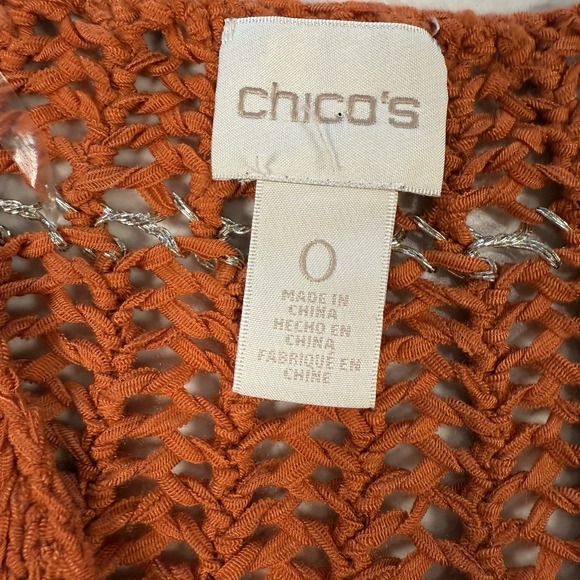 chico's
0
MADE IN
CHINA
HECHO EN
CHINA
FABRIQUÉ EN
CHINE